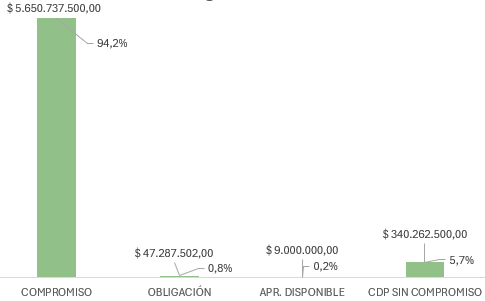 $ 5.650.737.500,00
94,2%
$ 47.287.502,00
0,8%
$ 9.000.000,00
0,2%
$ 340.262.500,00
5,7%
COMPROMISO
OBLIGACIÓN
APR. DISPONIBLE
CDP SIN COMPROMISO